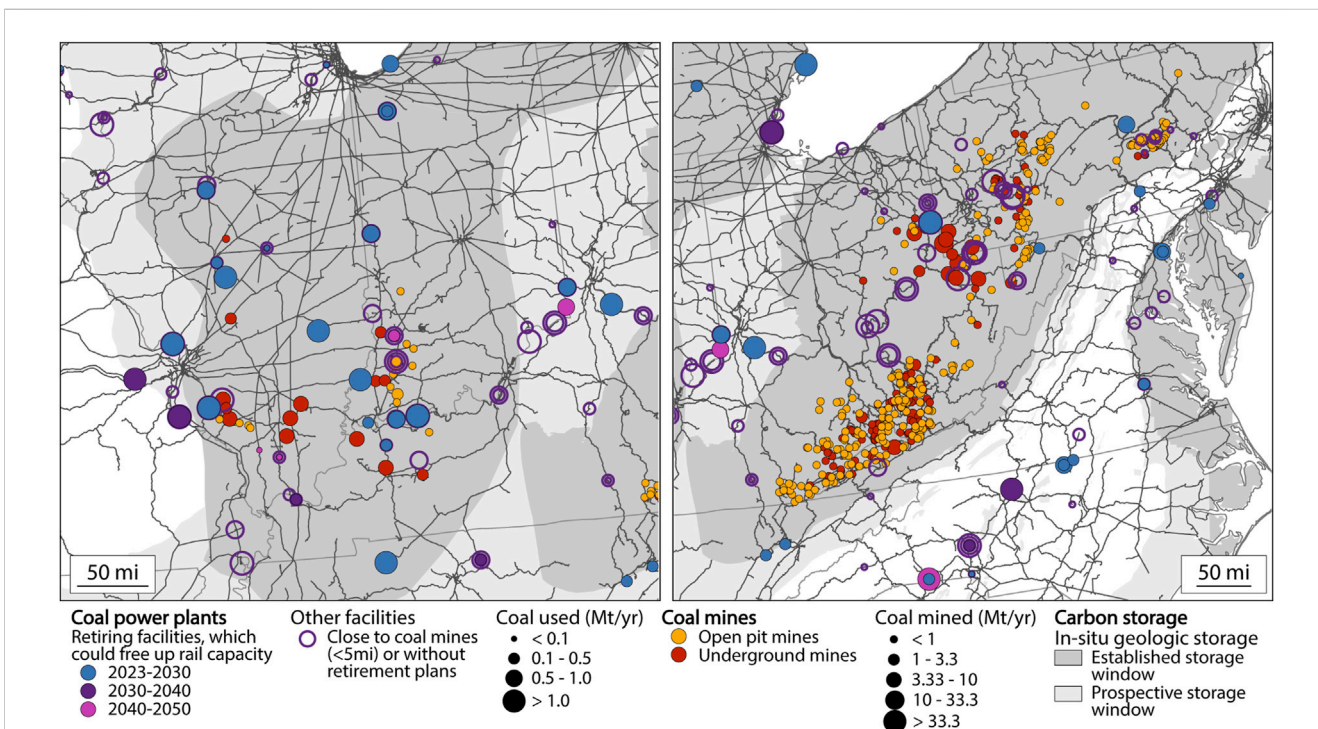 50 mi
50 mi
Coal power plants
Retiring facilities, which
could free up rail capacity
2023-2030
2030-2040
2040-2050
Other facilities
Close to coal mines
(<5mi) or without
retirement plans
Coal used (Mt/yr)
< 0.1
0.1 - 0.5
0.5 - 1.0
> 1.0
Coal mines
Open pit mines
Underground mines
Coal mined (Mt/yr)
< 1
1 - 3.3
3.33 - 10
10 - 33.3
> 33.3
Carbon storage
In-situ geologic storage
Established storage
window
Prospective storage
window